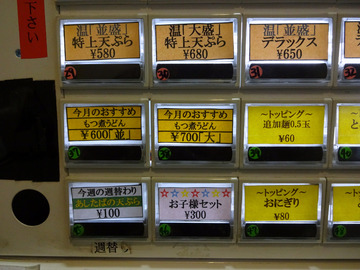 下さい
温「並盛」
特上天ぷら
¥580
温「大盛」
特上天ぷら
¥680
温「並盛」
デラックス
¥650
29
30
31
今月のおすすめ
もつ煮うどん
¥600「並」
今月のおすすめ
もつ煮うどん
¥700「大」
～トッピング～
追加麺0.5玉
¥60
今週の週替わり
あしたばの天ぷら
¥100
☆☆☆☆☆☆
お子様セット
¥300
～トッピング～
おにぎり
¥80
週替